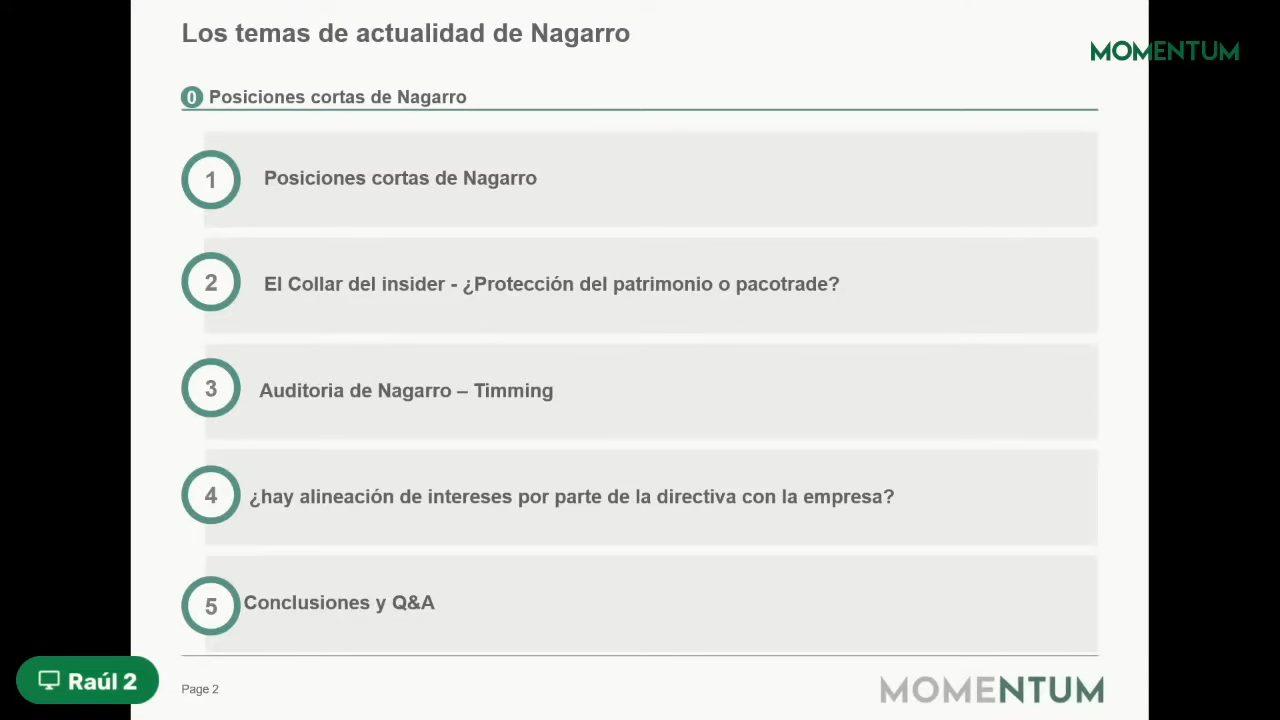 Los temas de actualidad de Nagarro
MOMENTUM
0 Posiciones cortas de Nagarro
1 Posiciones cortas de Nagarro
2 El Collar del insider - ¿Protección del patrimonio o pacotrade?
3 Auditoria de Nagarro – Timming
4 ¿hay alineación de intereses por parte de la directiva con la empresa?
5 Conclusiones y Q&A
Raúl 2
Page 2
MOMENTUM